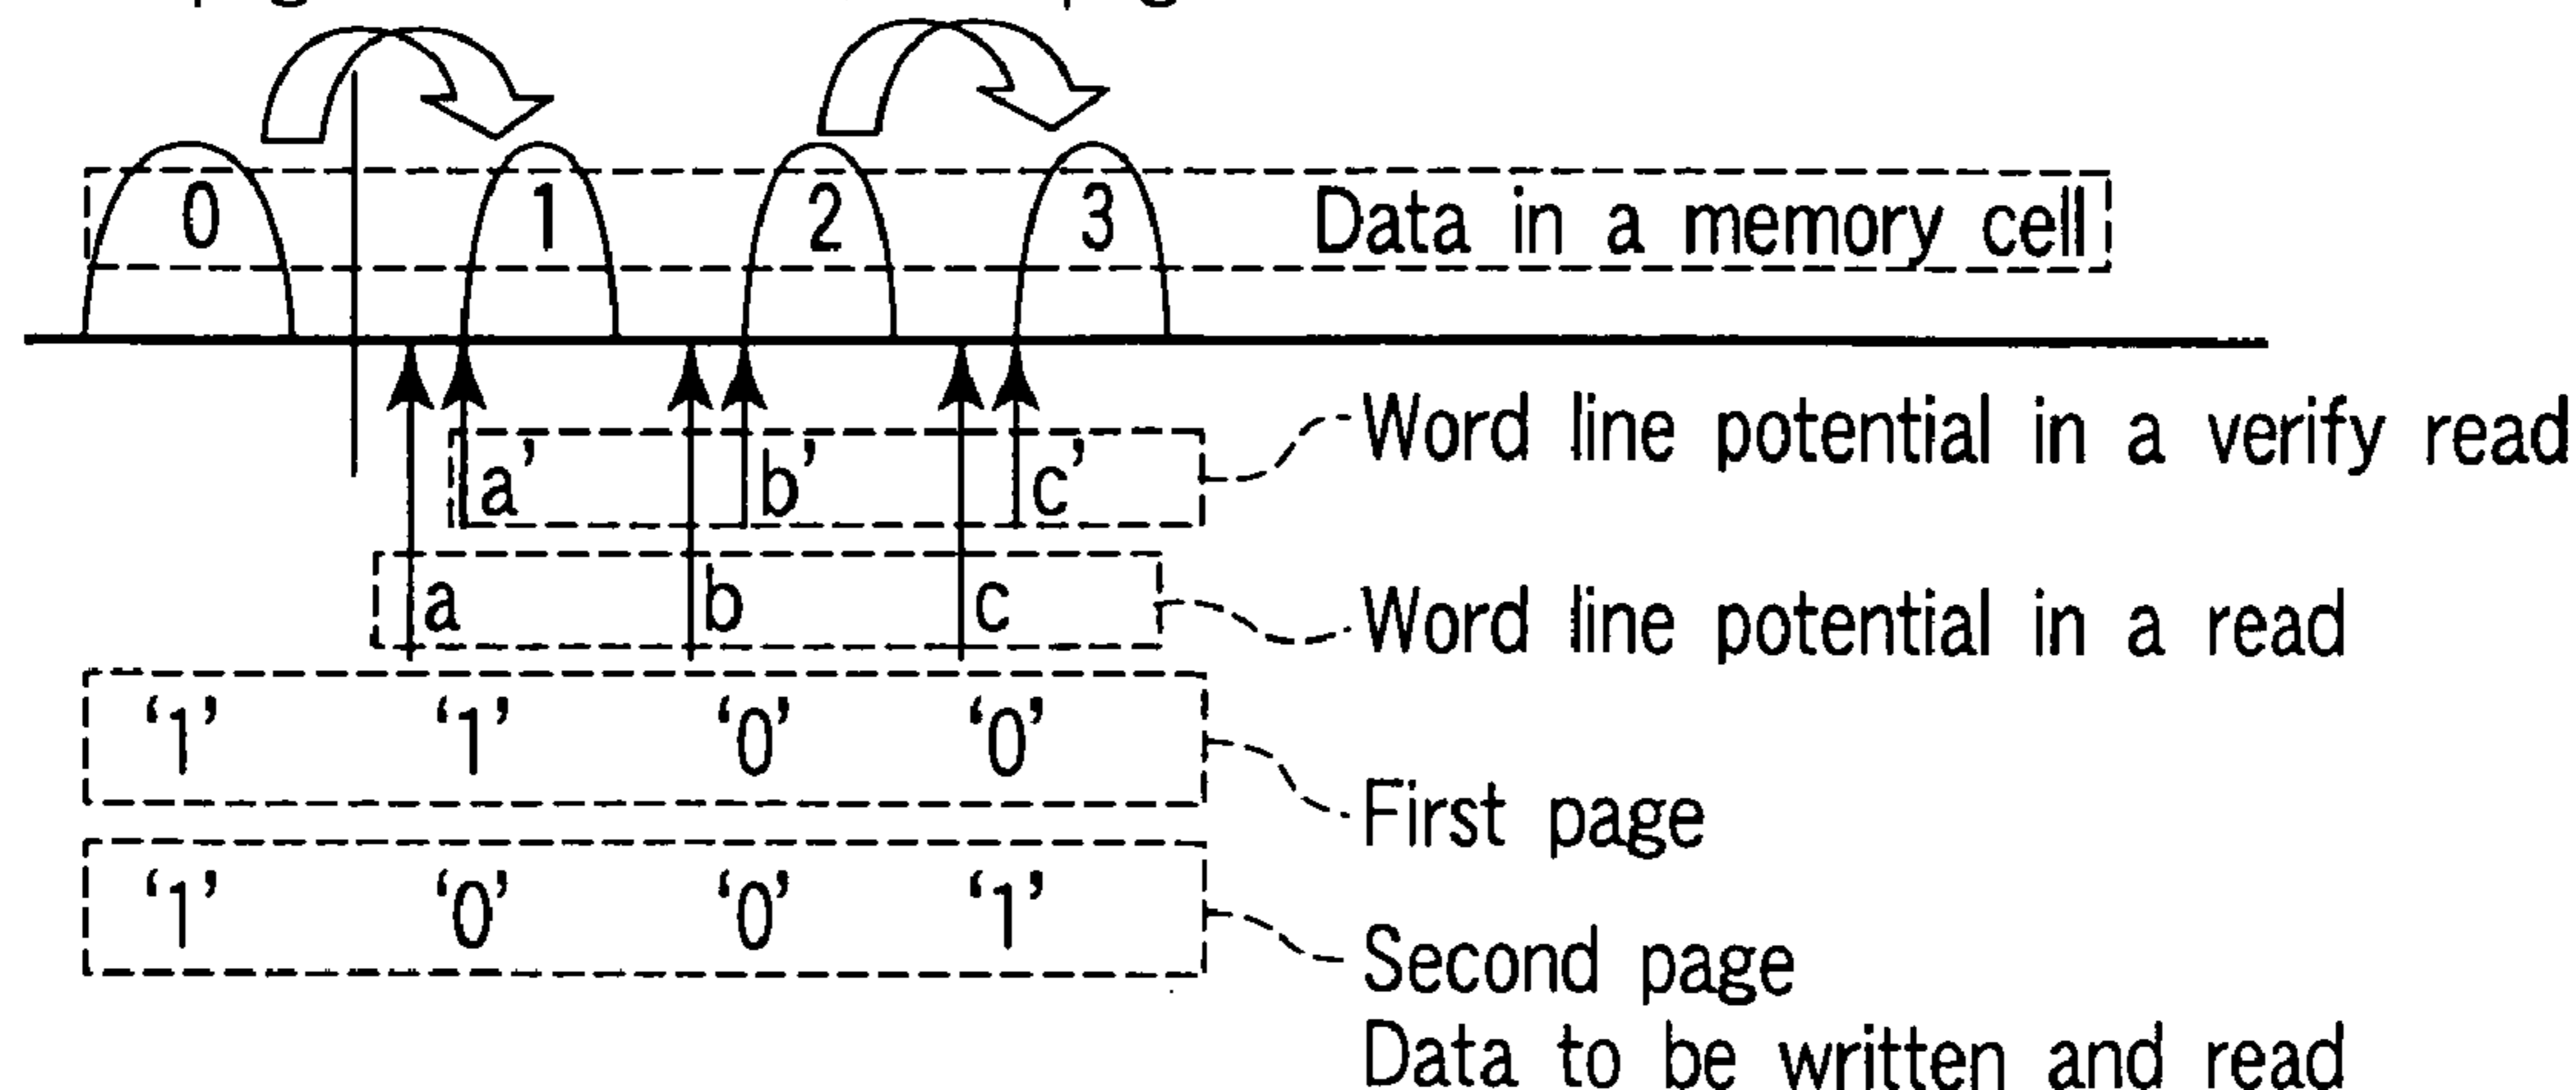 0 1 2 3 Data in a memory cell
a' b' c' Word line potential in a verify read
a b c Word line potential in a read
‘1’ ‘1’ ‘0’ ‘0’
First page
‘1’ ‘0’ ‘0’ ‘1’
Second page
Data to be written and read